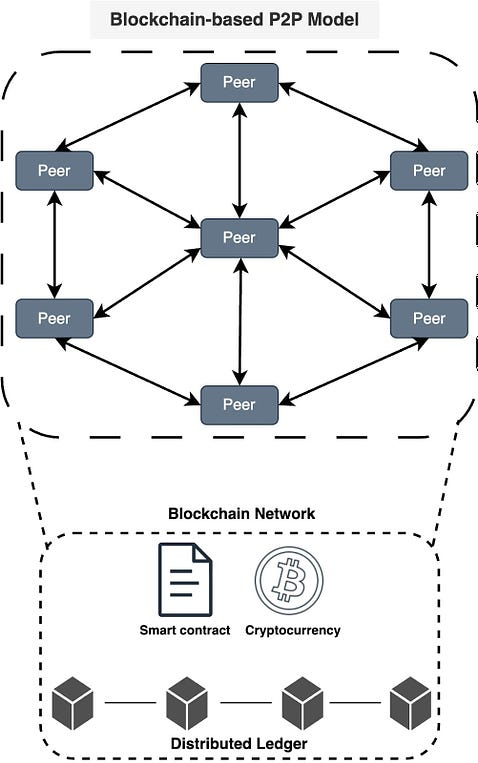 Blockchain-based P2P Model
Peer
Peer
Peer
Peer
Peer
Peer
Peer
Blockchain Network
Smart contract
Cryptocurrency
Distributed Ledger